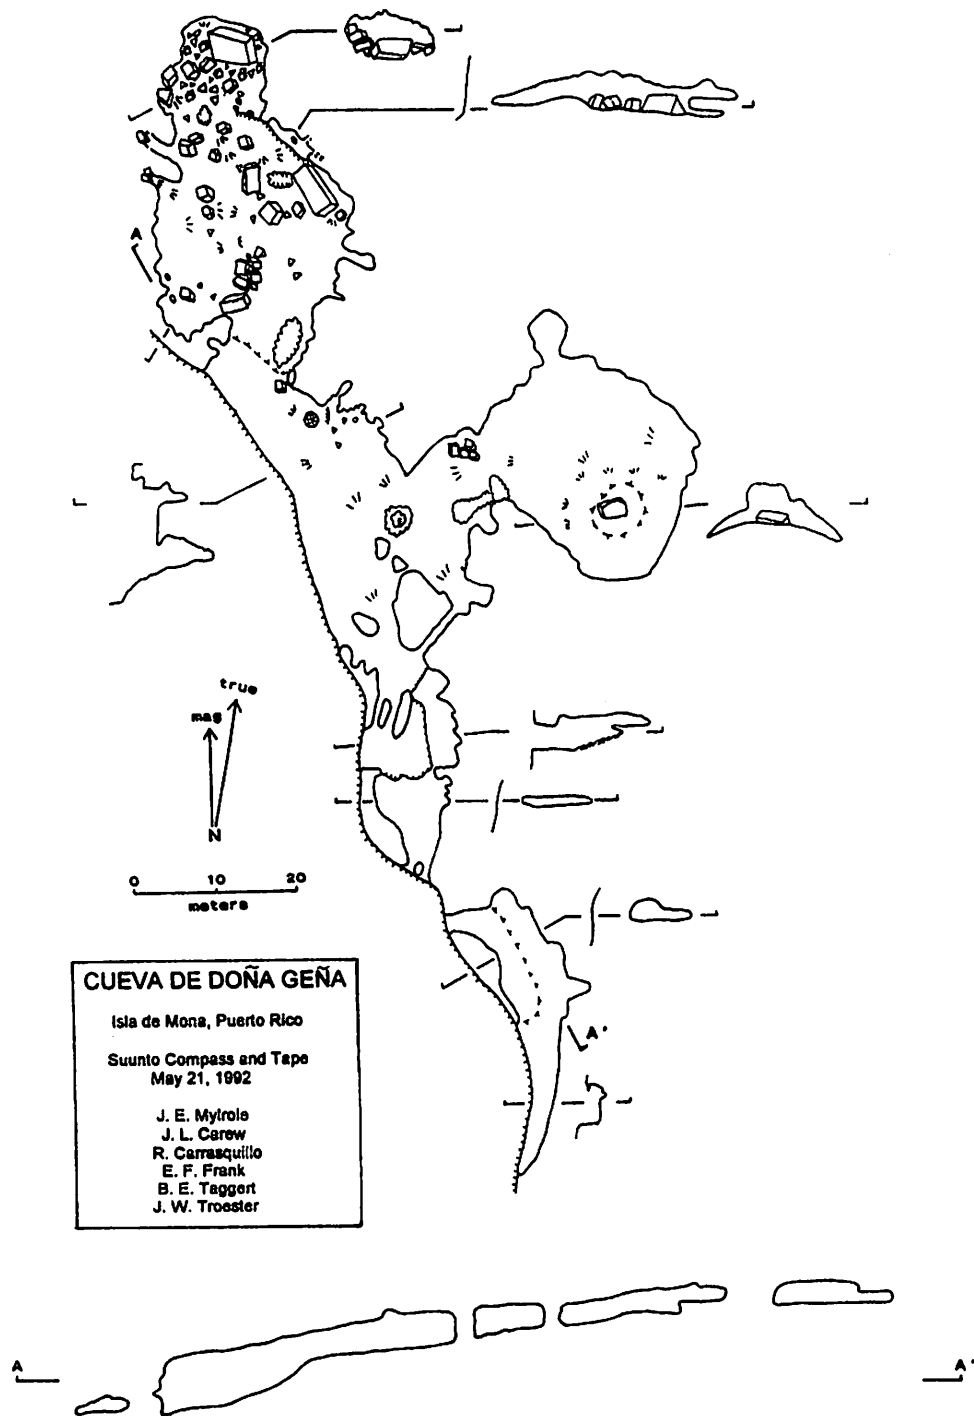 A
true
mag
N
0 10 20
meters
CUEVA DE DOÑA GEÑA
Isla de Mona, Puerto Rico
Suunto Compass and Tape
May 21, 1992
J. E. Mylroie
J. L. Carew
R. Carrasquillo
E. F. Frank
B. E. Taggert
J. W. Troester
A'
A A'